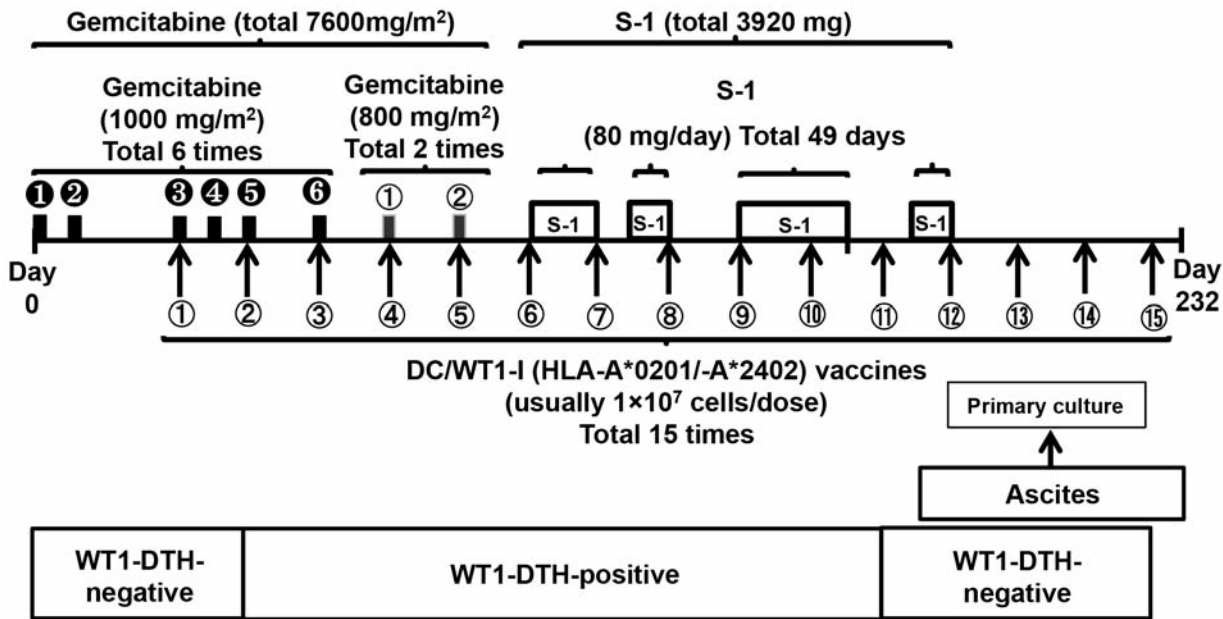 Gemcitabine (total 7600mg/m²)
S-1 (total 3920 mg)
Gemcitabine
(1000 mg/m²)
Total 6 times
Gemcitabine
(800 mg/m²)
Total 2 times
S-1
(80 mg/day) Total 49 days
❶ ❷ ❸ ❹ ❺ ❻ ① ②
S-1 S-1 S-1 S-1
Day
0
Day
232
① ② ③ ④ ⑤ ⑥ ⑦ ⑧ ⑨ ⑩ ⑪ ⑫ ⑬ ⑭ ⑮
DC/WT1-I (HLA-A*0201/-A*2402) vaccines
(usually 1×10⁷ cells/dose)
Total 15 times
Primary culture
Ascites
WT1-DTH-
negative
WT1-DTH-positive
WT1-DTH-
negative